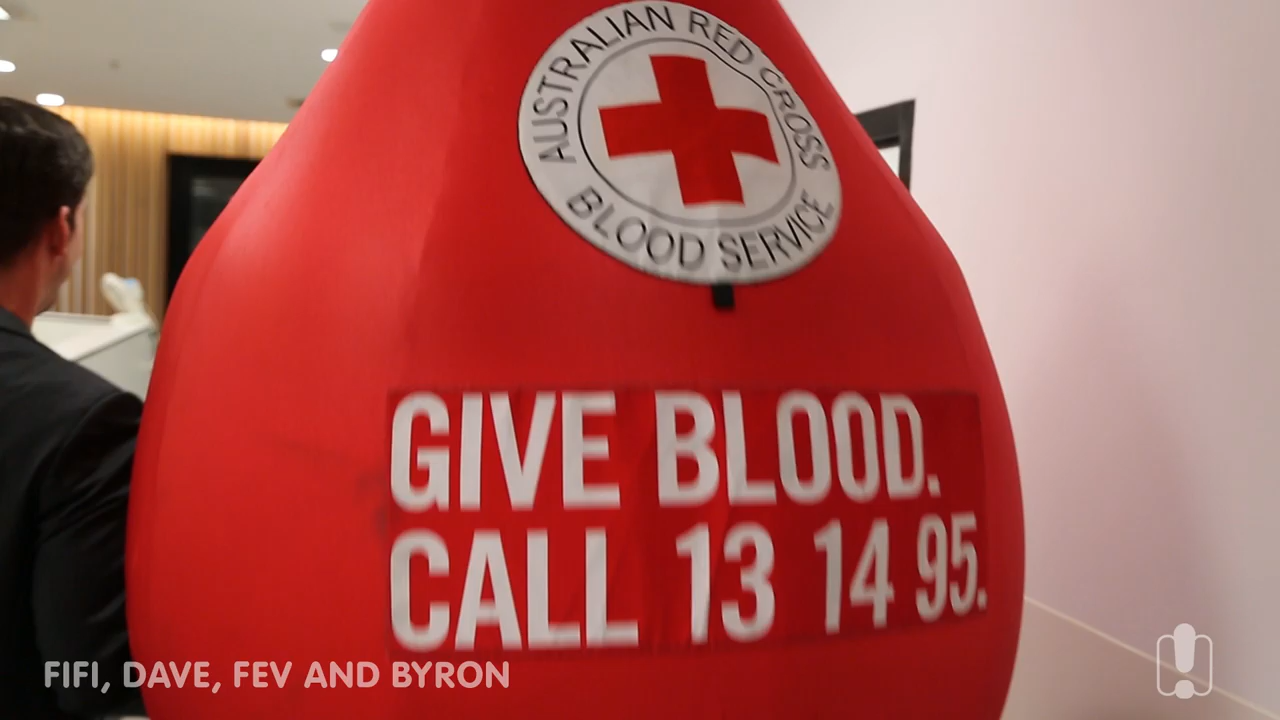 AUSTRALIAN RED CROSS
BLOOD SERVICE
GIVE BLOOD.
CALL 13 14 95.
FIFI, DAVE, FEV AND BYRON